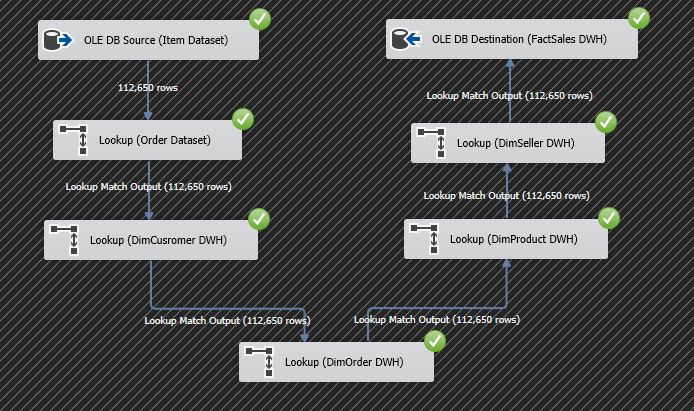 OLE DB Source (Item Dataset)
112,650 rows
Lookup (Order Dataset)
Lookup Match Output (112,650 rows)
Lookup (DimCusromer DWH)
Lookup Match Output (112,650 rows)
Lookup (DimOrder DWH)
Lookup Match Output (112,650 rows)
Lookup (DimProduct DWH)
Lookup Match Output (112,650 rows)
Lookup (DimSeller DWH)
Lookup Match Output (112,650 rows)
OLE DB Destination (FactSales DWH)